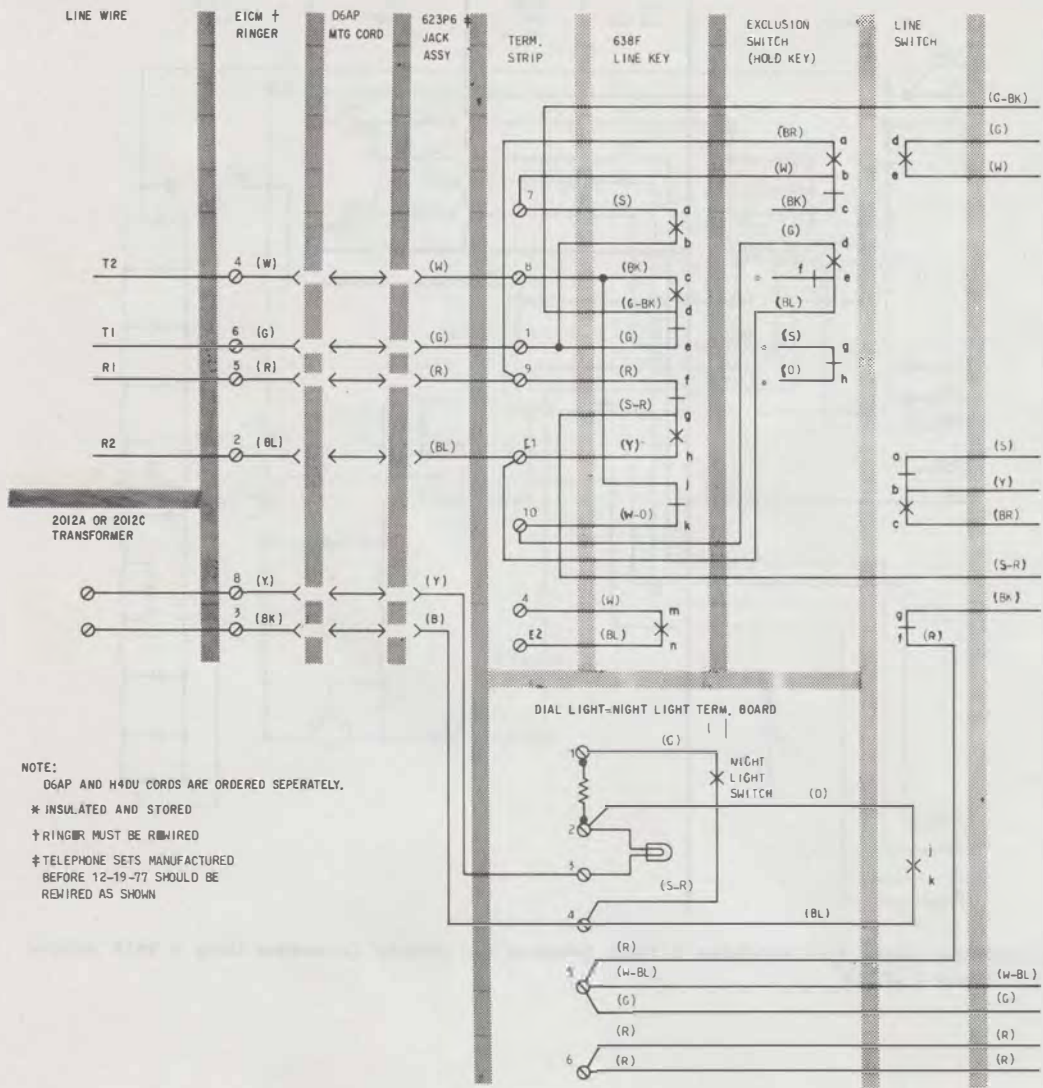 LINE WIRE
EICM †
RINGER
D6AP
MTG CORD
623P6 ‡
JACK
ASSY
TERM.
STRIP
638F
LINE KEY
EXCLUSION
SWITCH
(HOLD KEY)
LINE
SWITCH
(G-BK)
(BR)
a
d
(G)
(W)
b
e
(W)
7
(S)
a
(BK)
c
b
(G)
d
T2
4
(W)
(W)
8
(BK)
c
f
e
(G-BK)
d
(BL)
T1
6
(G)
(G)
1
(G)
e
(S)
g
R1
5
(R)
(R)
9
(R)
f
(O)
h
(S-R)
g
R2
2
(BL)
(BL)
E1
(Y)
h
a
(S)
j
b
(Y)
10
(W-O)
k
c
(BR)
2012A OR 2012C
TRANSFORMER
(S-R)
8
(Y)
(Y)
4
(W)
m
(BK)
3
(BK)
(B)
E2
(BL)
n
g
f
(R)
DIAL LIGHT=NIGHT LIGHT TERM. BOARD
1
(G)
NIGHT
LIGHT
SWITCH
(O)
2
3
(S-R)
j
k
4
(BL)
NOTE:
D6AP AND H4DU CORDS ARE ORDERED SEPERATELY.
* INSULATED AND STORED
† RINGER MUST BE REWIRED
‡ TELEPHONE SETS MANUFACTURED
BEFORE 12-19-77 SHOULD BE
REWIRED AS SHOWN
(R)
5
(W-BL)
(W-BL)
(G)
(G)
(R)
(R)
6
(R)
(R)